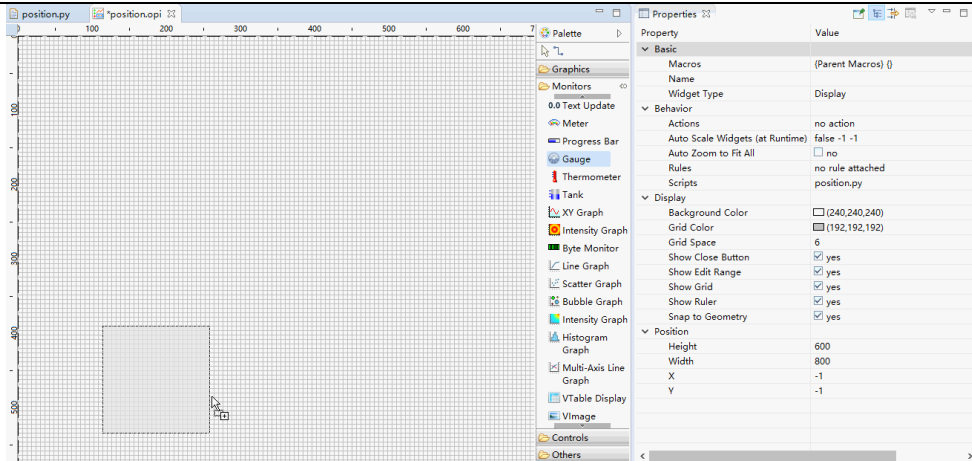 position.py
*position.opi
Properties
0
100
200
300
400
500
600
7
Palette
Graphics
Monitors
0.0 Text Update
Meter
Progress Bar
Gauge
Thermometer
Tank
XY Graph
Intensity Graph
Byte Monitor
Line Graph
Scatter Graph
Bubble Graph
Intensity Graph
Histogram
Graph
Multi-Axis Line
Graph
VTable Display
VImage
Controls
Others
100
200
300
400
500
Property Value
Basic
Macros {Parent Macros} {}
Name
Widget Type Display
Behavior
Actions no action
Auto Scale Widgets (at Runtime) false -1 -1
Auto Zoom to Fit All no
Rules no rule attached
Scripts position.py
Display
Background Color (240,240,240)
Grid Color (192,192,192)
Grid Space 6
Show Close Button yes
Show Edit Range yes
Show Grid yes
Show Ruler yes
Snap to Geometry yes
Position
Height 600
Width 800
X -1
Y -1